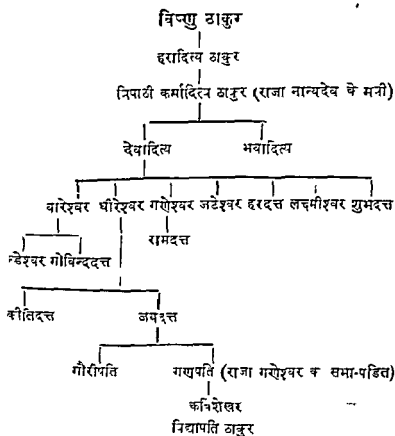 विष्णु ठाकुर
हरादित्य ठाकुर
त्रिपाठी कर्मादित्य ठाकुर (राजा नान्यदेव के मन्त्री)
देवादित्य भवादित्य
वीरेश्वर धीरेश्वर गणेश्वर जटेश्वर हरदत्त लक्ष्मीश्वर शुभदत्त
रामदत्त
न्डेश्वर गोविन्ददत्त
कीर्तिदत्त जयदत्त
गौरीपति गणपति (राजा गणेश्वर के सभा-पंडित)
कविशेखर
विद्यापति ठाकुर